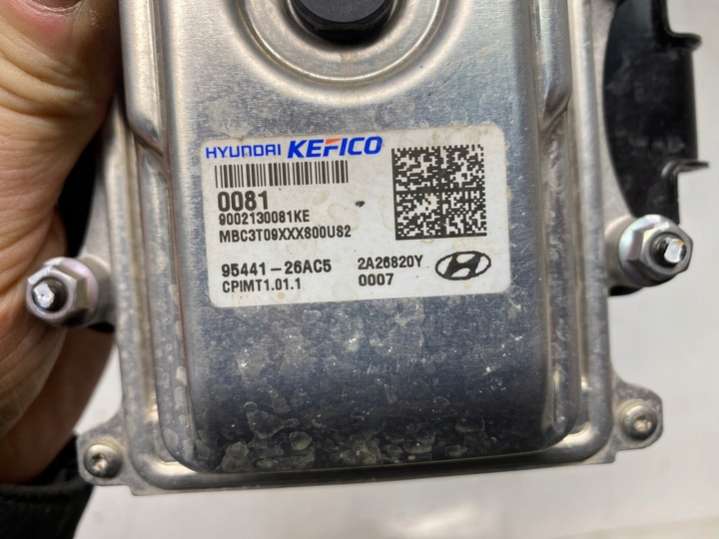 HYUNDAI KEFICO
0081
9002130081KE
MBC3T09XXX800US2
95441-26AC5 2A26820Y
CPIMT1.01.1 0007